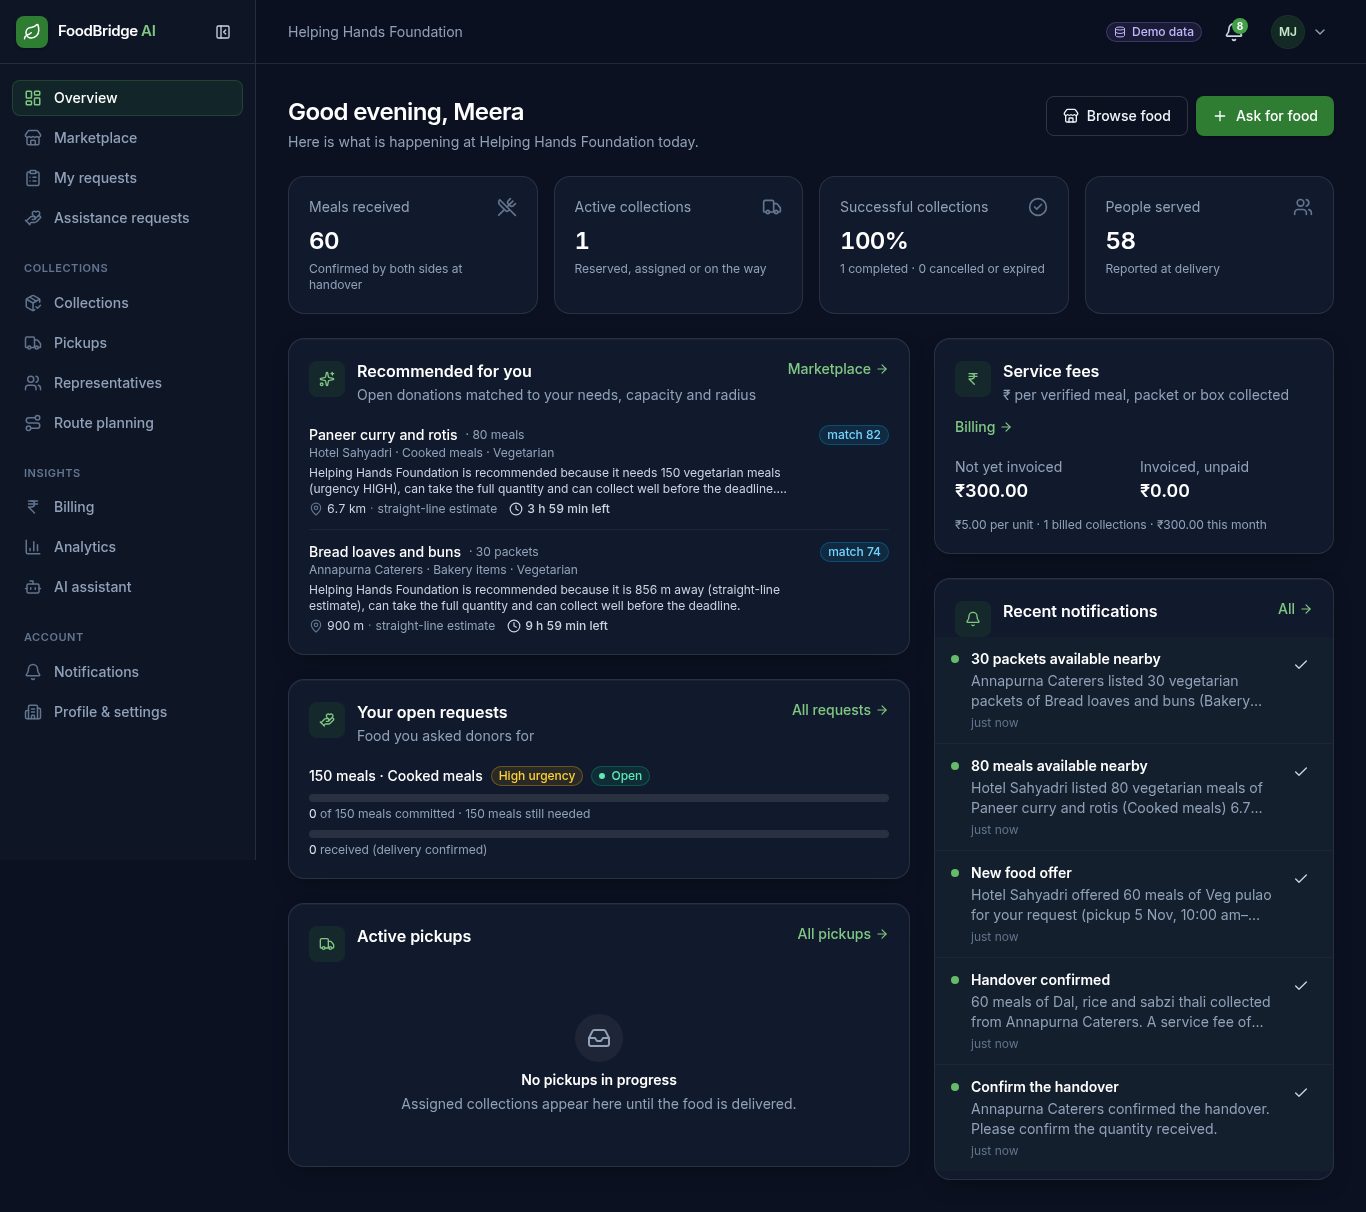 FoodBridge AI
Overview
Marketplace
My requests
Assistance requests
COLLECTIONS
Collections
Pickups
Representatives
Route planning
INSIGHTS
Billing
Analytics
AI assistant
ACCOUNT
Notifications
Profile & settings
Helping Hands Foundation
Demo data
8
MJ
Good evening, Meera
Here is what is happening at Helping Hands Foundation today.
Browse food
Ask for food
Meals received
60
Confirmed by both sides at
handover
Active collections
1
Reserved, assigned or on the way
Successful collections
100%
1 completed · 0 cancelled or expired
People served
58
Reported at delivery
Recommended for you
Marketplace →
Open donations matched to your needs, capacity and radius
Paneer curry and rotis · 80 meals
match 82
Hotel Sahyadri · Cooked meals · Vegetarian
Helping Hands Foundation is recommended because it needs 150 vegetarian meals
(urgency HIGH), can take the full quantity and can collect well before the deadline....
6.7 km · straight-line estimate 3 h 59 min left
Bread loaves and buns · 30 packets
match 74
Annapurna Caterers · Bakery items · Vegetarian
Helping Hands Foundation is recommended because it is 856 m away (straight-line
estimate), can take the full quantity and can collect well before the deadline.
900 m · straight-line estimate 9 h 59 min left
Your open requests
All requests →
Food you asked donors for
150 meals · Cooked meals High urgency Open
0 of 150 meals committed · 150 meals still needed
0 received (delivery confirmed)
Active pickups
All pickups →
No pickups in progress
Assigned collections appear here until the food is delivered.
₹
Service fees
₹ per verified meal, packet or box collected
Billing →
Not yet invoiced
₹300.00
Invoiced, unpaid
₹0.00
₹5.00 per unit · 1 billed collections · ₹300.00 this month
Recent notifications
All →
30 packets available nearby
Annapurna Caterers listed 30 vegetarian
packets of Bread loaves and buns (Bakery...
just now
80 meals available nearby
Hotel Sahyadri listed 80 vegetarian meals of
Paneer curry and rotis (Cooked meals) 6.7...
just now
New food offer
Hotel Sahyadri offered 60 meals of Veg pulao
for your request (pickup 5 Nov, 10:00 am–...
just now
Handover confirmed
60 meals of Dal, rice and sabzi thali collected
from Annapurna Caterers. A service fee of...
just now
Confirm the handover
Annapurna Caterers confirmed the handover.
Please confirm the quantity received.
just now